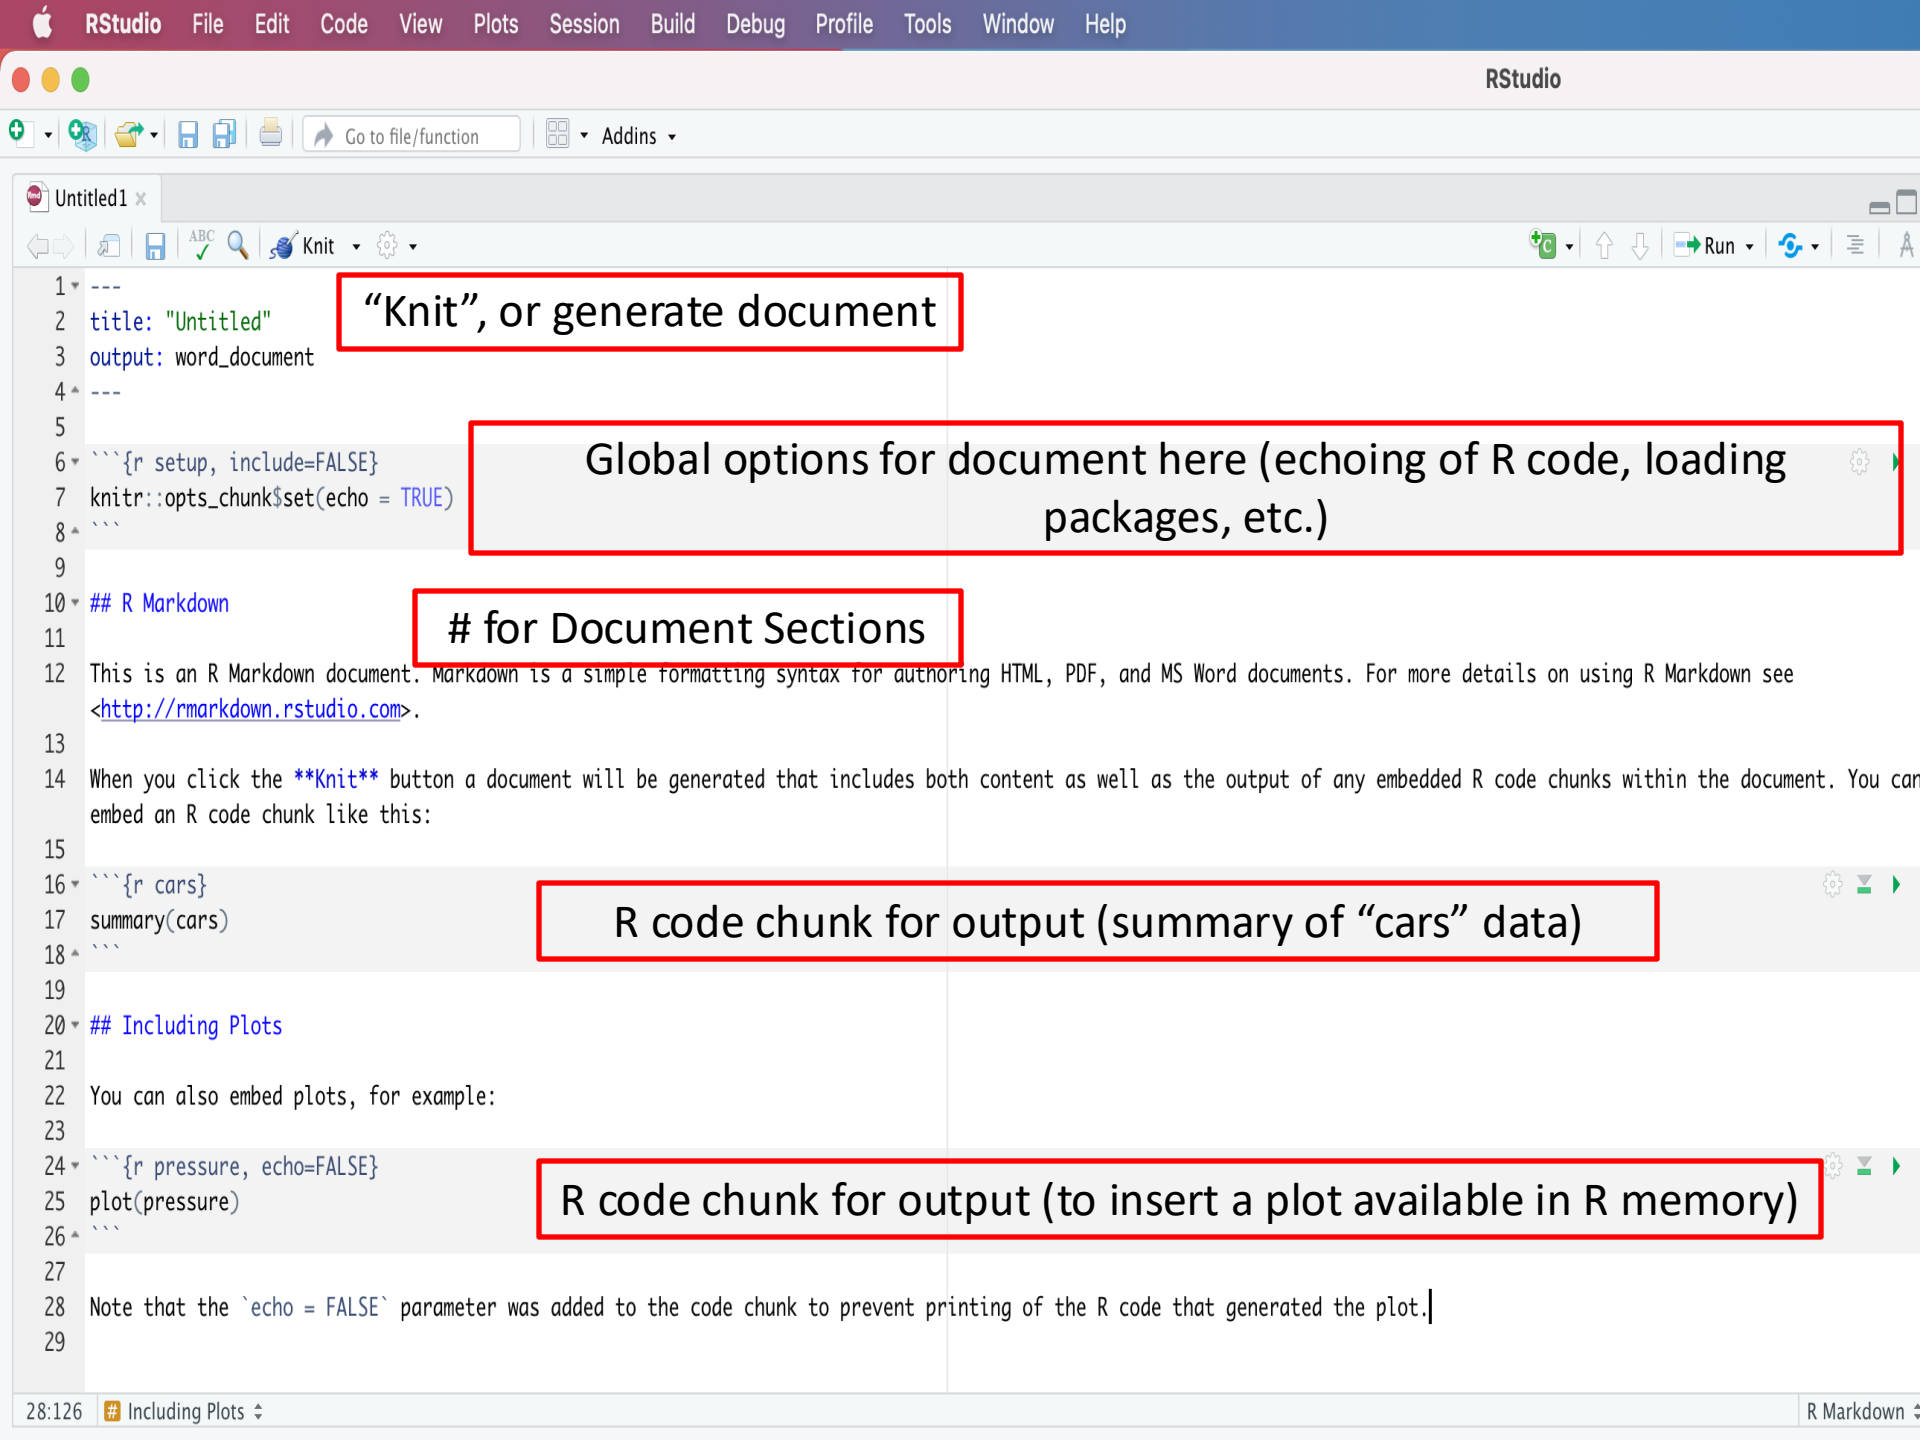 RStudio File Edit Code View Plots Session Build Debug Profile Tools Window Help
RStudio
Go to file/function Addins
Untitled1
ABC Knit Run
“Knit”, or generate document
1 ---
2 title: "Untitled"
3 output: word_document
4 ---
5
Global options for document here (echoing of R code, loading
packages, etc.)
6 ```{r setup, include=FALSE}
7 knitr::opts_chunk$set(echo = TRUE)
8 ```
9
10 ## R Markdown
# for Document Sections
11
12 This is an R Markdown document. Markdown is a simple formatting syntax for authoring HTML, PDF, and MS Word documents. For more details on using R Markdown see
<http://rmarkdown.rstudio.com>.
13
14 When you click the **Knit** button a document will be generated that includes both content as well as the output of any embedded R code chunks within the document. You can
embed an R code chunk like this:
15
16 ```{r cars}
17 summary(cars)
R code chunk for output (summary of “cars” data)
18 ```
19
20 ## Including Plots
21
22 You can also embed plots, for example:
23
24 ```{r pressure, echo=FALSE}
25 plot(pressure)
R code chunk for output (to insert a plot available in R memory)
26 ```
27
28 Note that the `echo = FALSE` parameter was added to the code chunk to prevent printing of the R code that generated the plot.
29
28:126 # Including Plots R Markdown